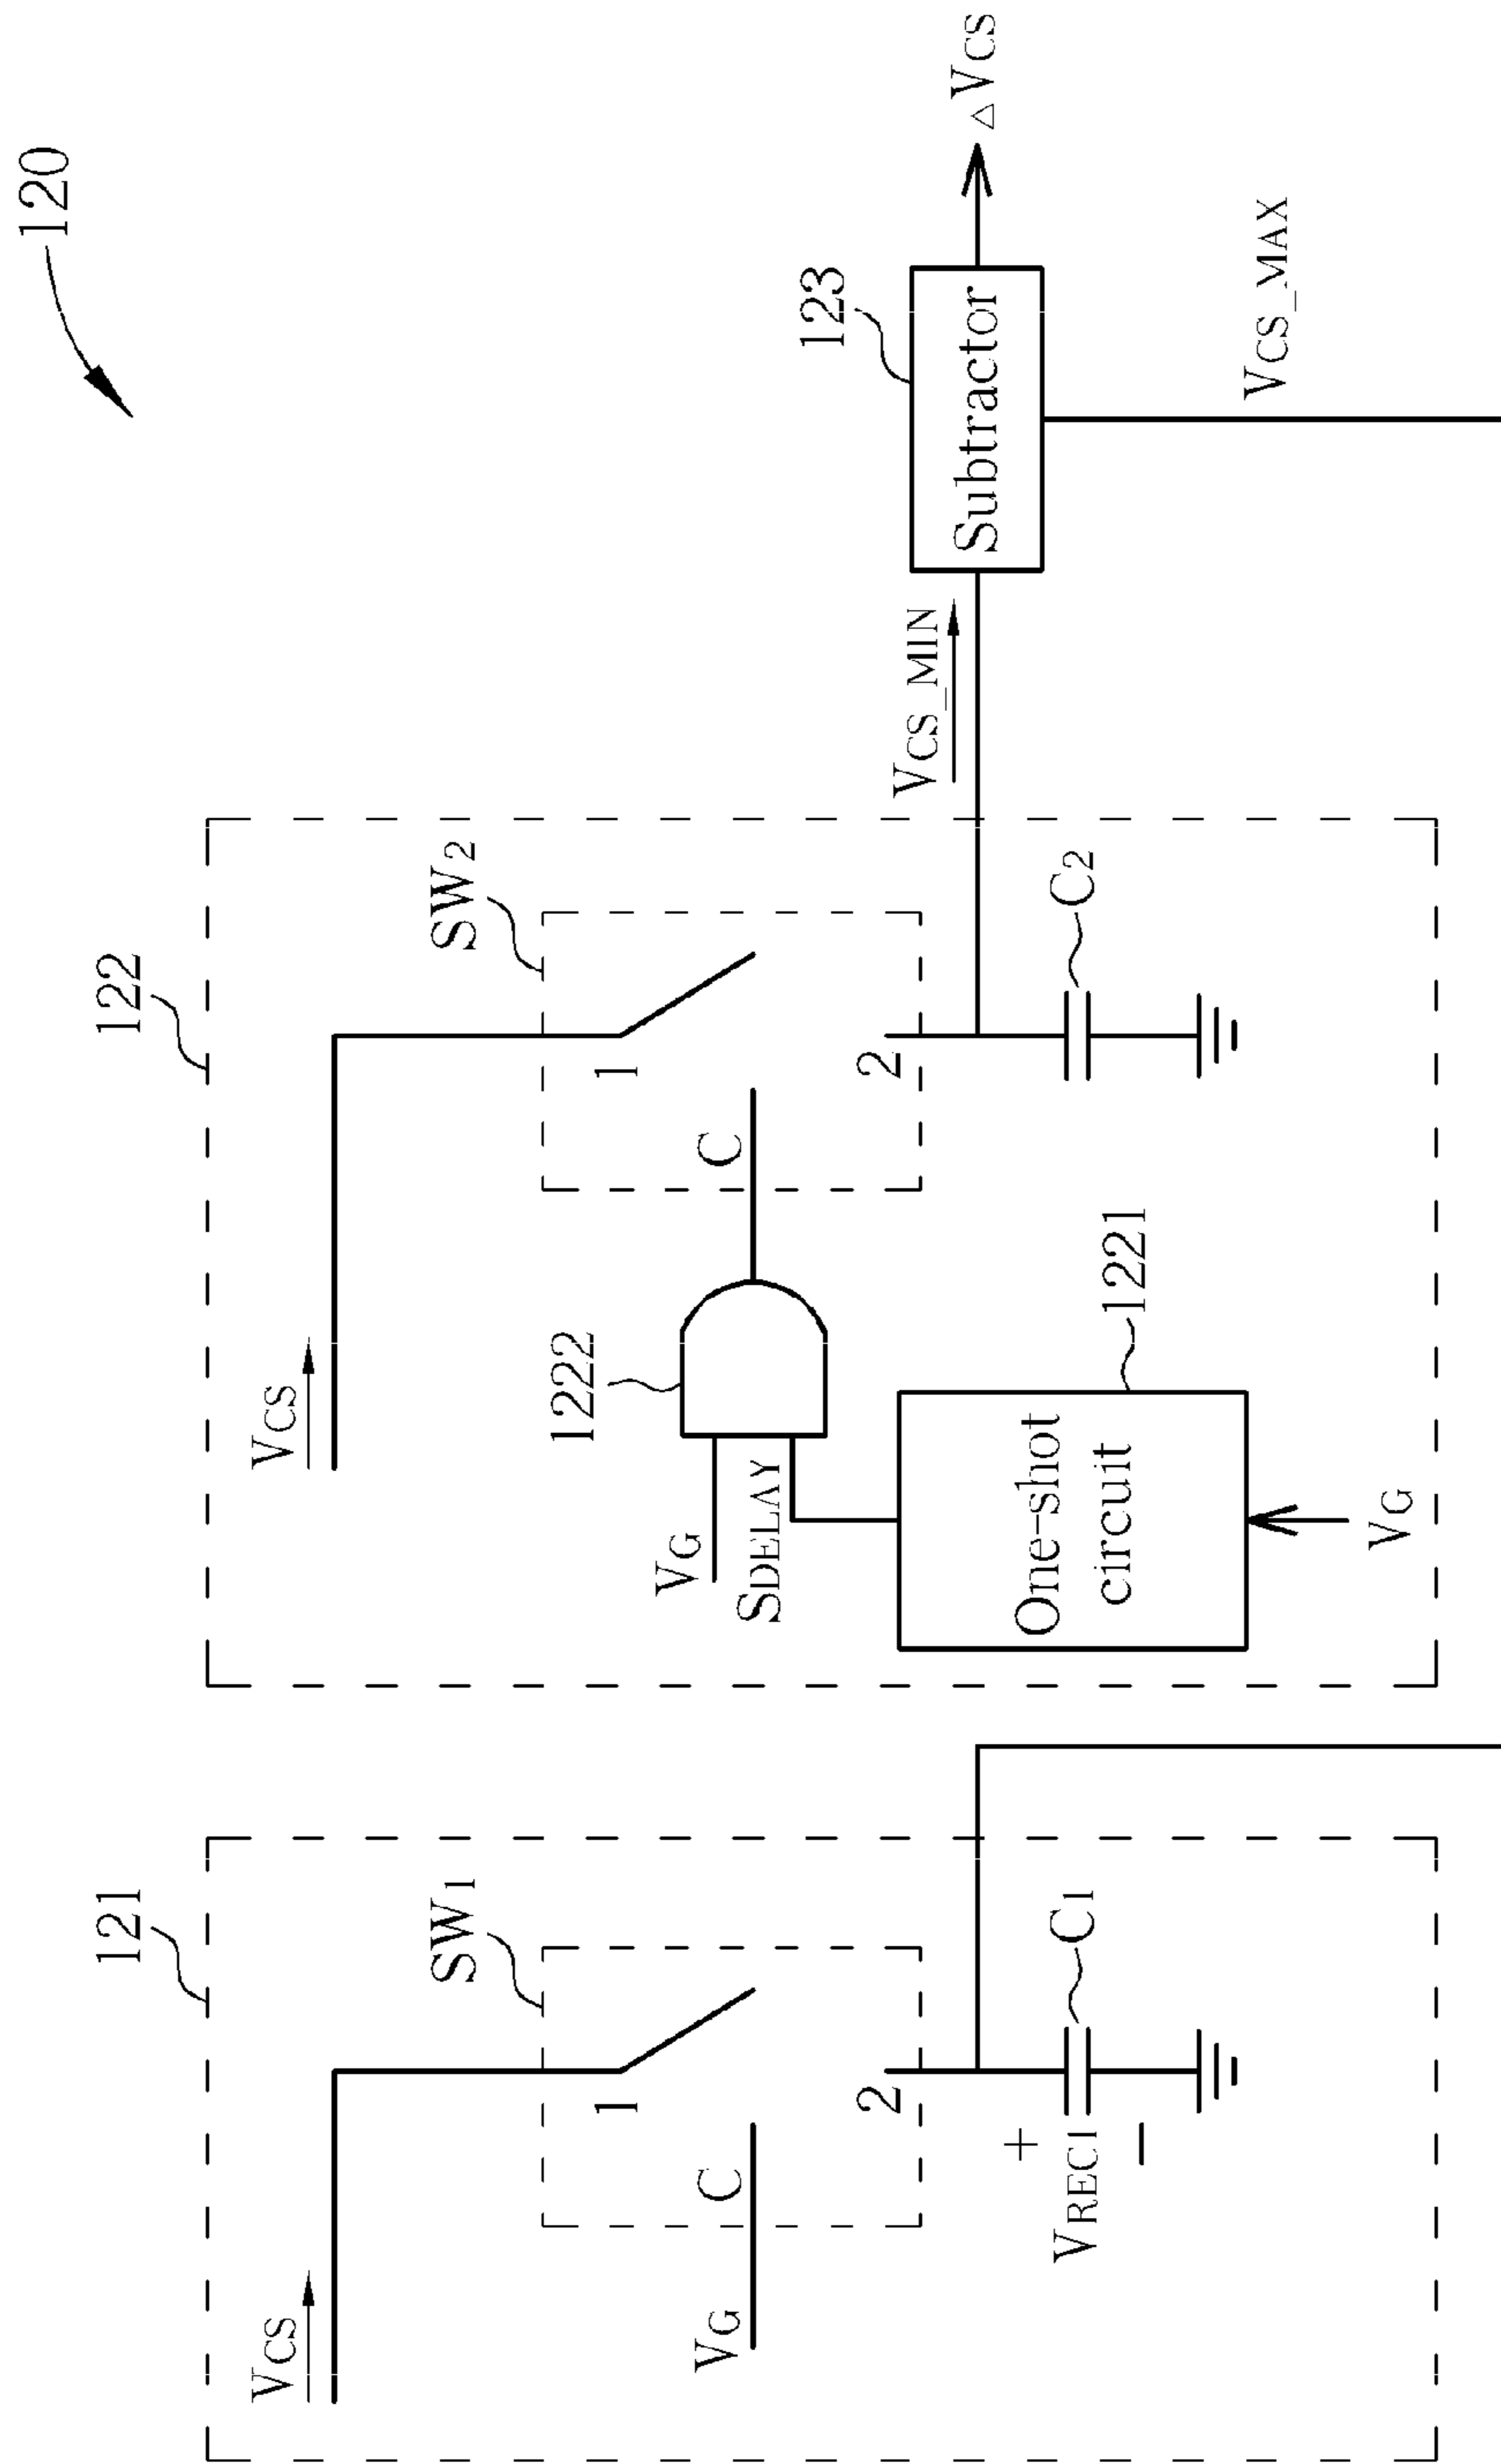 120
121
VCS
SW1
1
VG
C
2
+
VREC1
C1
122
VCS
SW2
1
1222
C
VG
SDELAY
2
C2
1221
One-shot
circuit
VG
VCS_MIN
123
Subtractor
△VCS
VCS_MAX